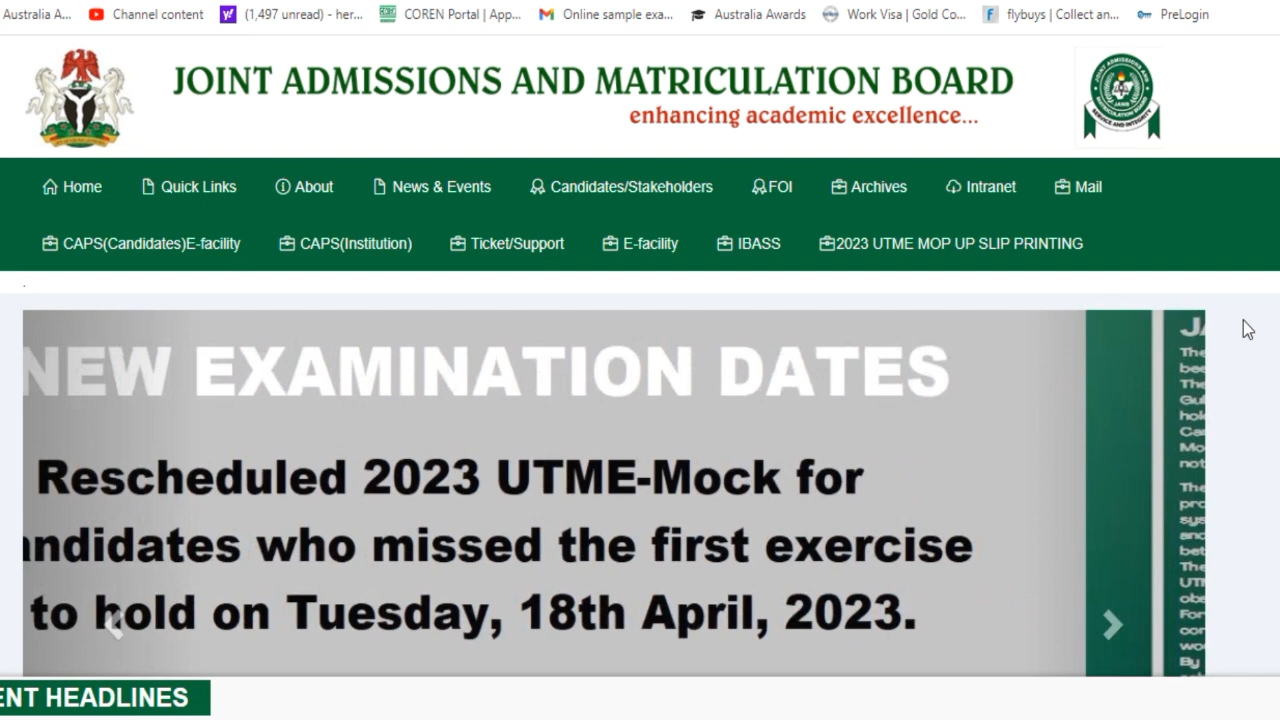 Australia A...
Channel content
(1,497 unread) - her...
COREN Portal | App...
Online sample exa...
Australia Awards
Work Visa | Gold Co...
flybuys | Collect an...
PreLogin
JOINT ADMISSIONS AND MATRICULATION BOARD
enhancing academic excellence...
Home
Quick Links
About
News & Events
Candidates/Stakeholders
FOI
Archives
Intranet
Mail
CAPS(Candidates)E-facility
CAPS(Institution)
Ticket/Support
E-facility
IBASS
2023 UTME MOP UP SLIP PRINTING
NEW EXAMINATION DATES
Rescheduled 2023 UTME-Mock for
andidates who missed the first exercise
to hold on Tuesday, 18th April, 2023.
ENT HEADLINES